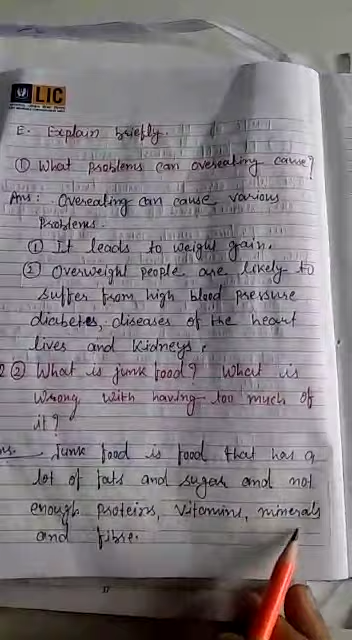 LIC
E. Explain briefly.
① What problems can overeating cause?
Ans: Overeating can cause various
problems.
① It leads to weight gain.
② Overweight people are likely to
suffer from high blood pressure
diabetes, diseases of the heart
lives and kidneys.
② What is junk food? What is
wrong with having too much of
it?
ns. junk food is food that has a
lot of fats and sugar and not
enough proteins, vitamins, minerals
and fibre.
37